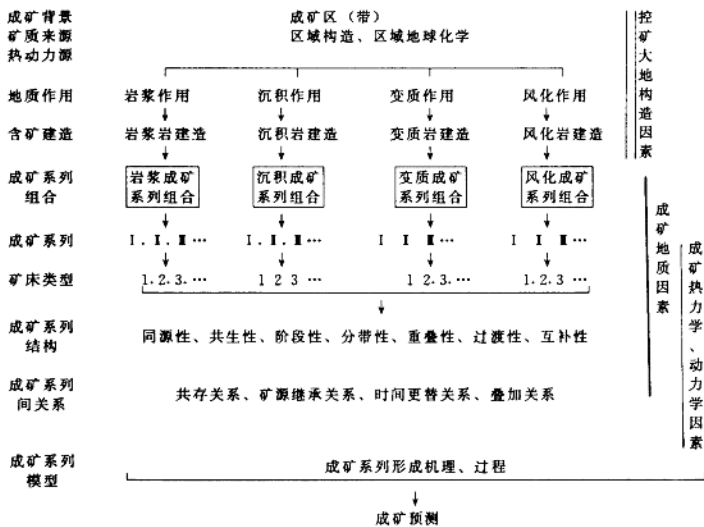 成矿背景
矿质来源
热动力源
成矿区（带）
区域构造、区域地球化学
地质作用 岩浆作用 沉积作用 变质作用 风化作用
含矿建造 岩浆岩建造 沉积岩建造 变质岩建造 风化岩建造
成矿系列
组合
岩浆成矿
系列组合
沉积成矿
系列组合
变质成矿
系列组合
风化成矿
系列组合
成矿系列 Ⅰ.Ⅱ.Ⅲ… Ⅰ.Ⅱ.Ⅲ… Ⅰ Ⅱ Ⅲ… Ⅰ Ⅱ Ⅲ…
矿床类型 1.2.3.… 1 2 3 … 1 2.3.… 1.2.3 …
成矿系列
结构
同源性、共生性、阶段性、分带性、重叠性、过渡性、互补性
成矿系列
间关系
共存关系、矿源继承关系、时间更替关系、叠加关系
成矿系列
模型
成矿系列形成机理、过程
成矿预测
控矿大地构造因素
成矿地质因素
成矿热力学、动力学因素